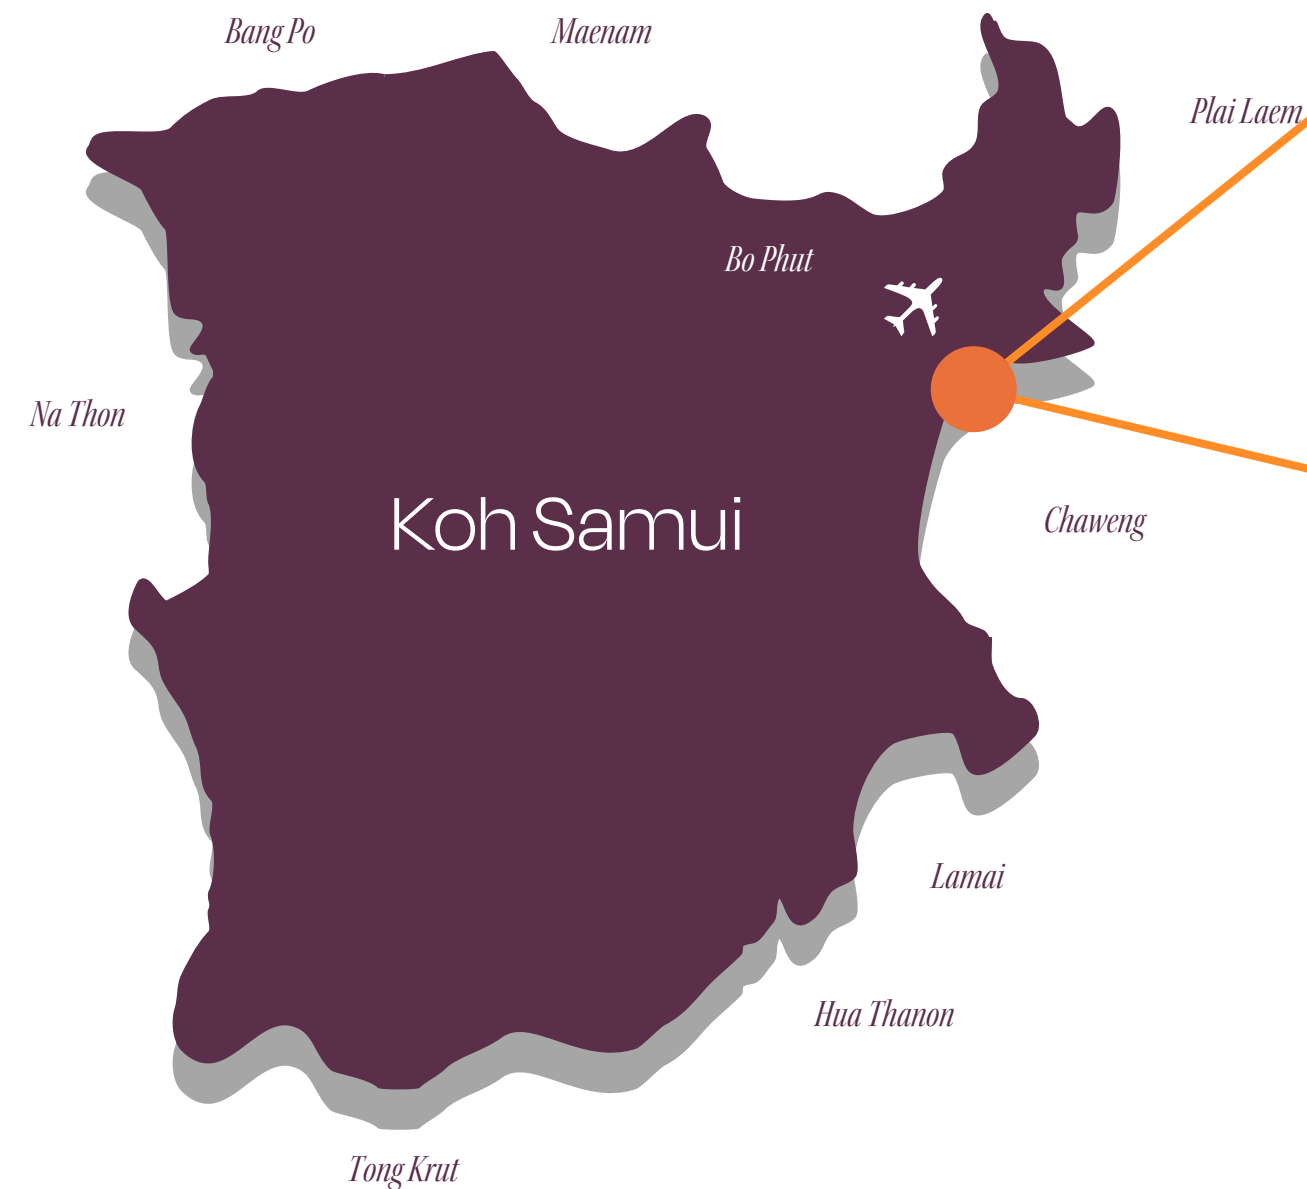 Bang Po
Maenam
Plai Laem
Bo Phut
Na Thon
Koh Samui
Chaweng
Lamai
Hua Thanon
Tong Krut